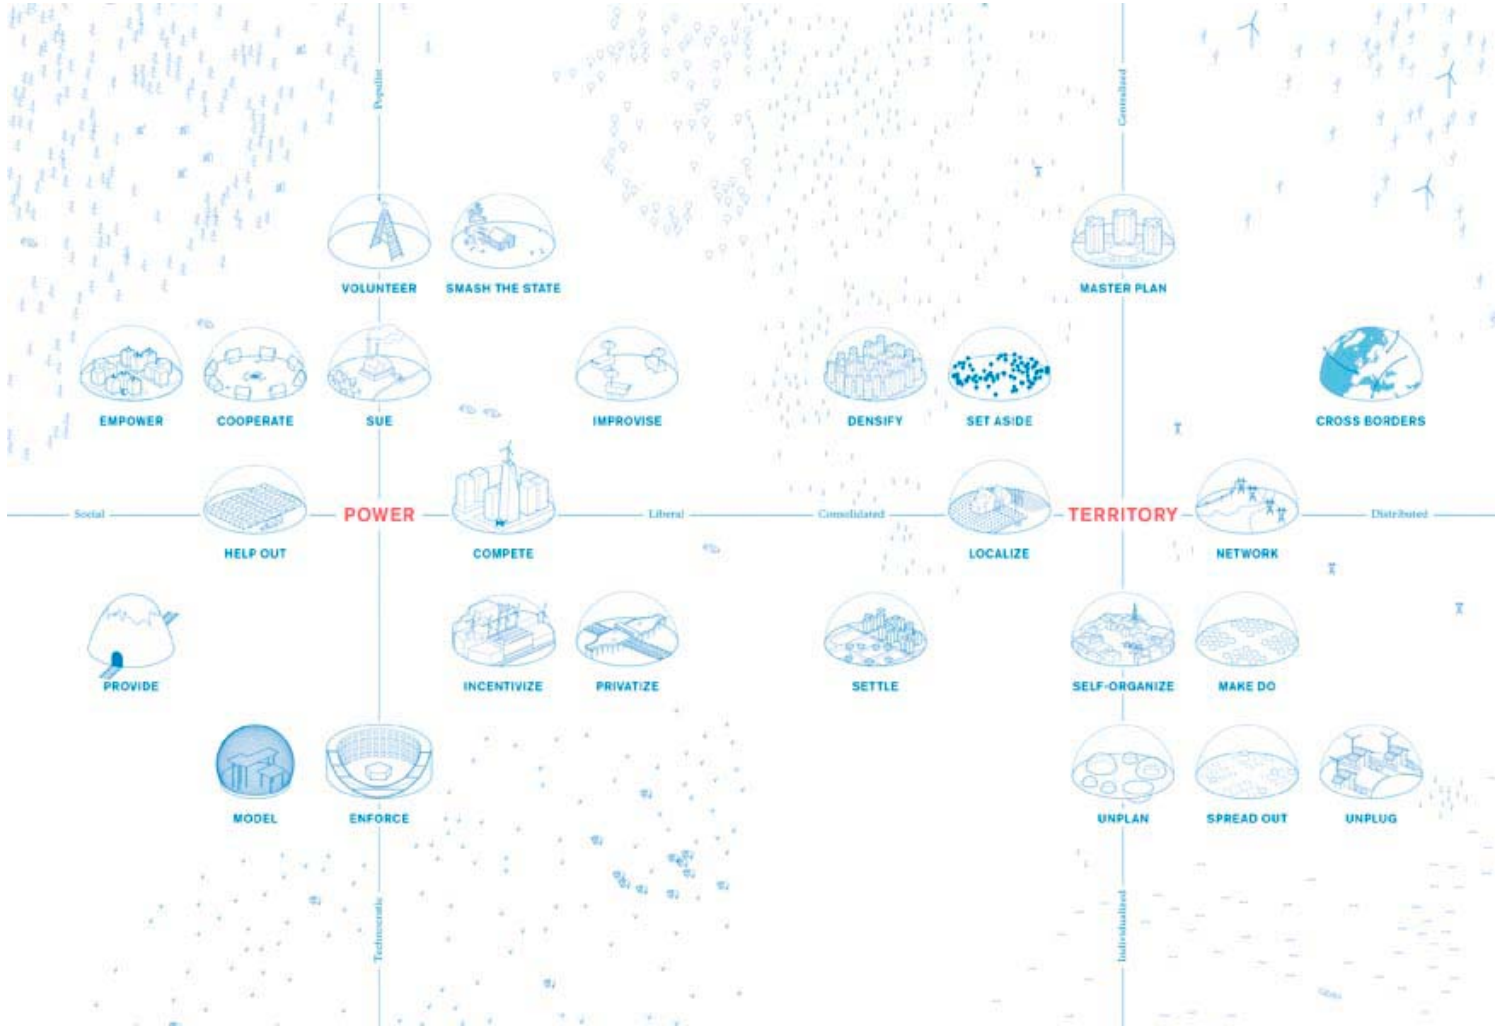 Populist
Centralized
VOLUNTEER
SMASH THE STATE
MASTER PLAN
EMPOWER
COOPERATE
SUE
IMPROVISE
DENSIFY
SET ASIDE
CROSS BORDERS
Social
POWER
Liberal
Consolidated
TERRITORY
Distributed
HELP OUT
COMPETE
LOCALIZE
NETWORK
PROVIDE
INCENTIVIZE
PRIVATIZE
SETTLE
SELF-ORGANIZE
MAKE DO
MODEL
ENFORCE
UNPLAN
SPREAD OUT
UNPLUG
Technocratic
Individualized